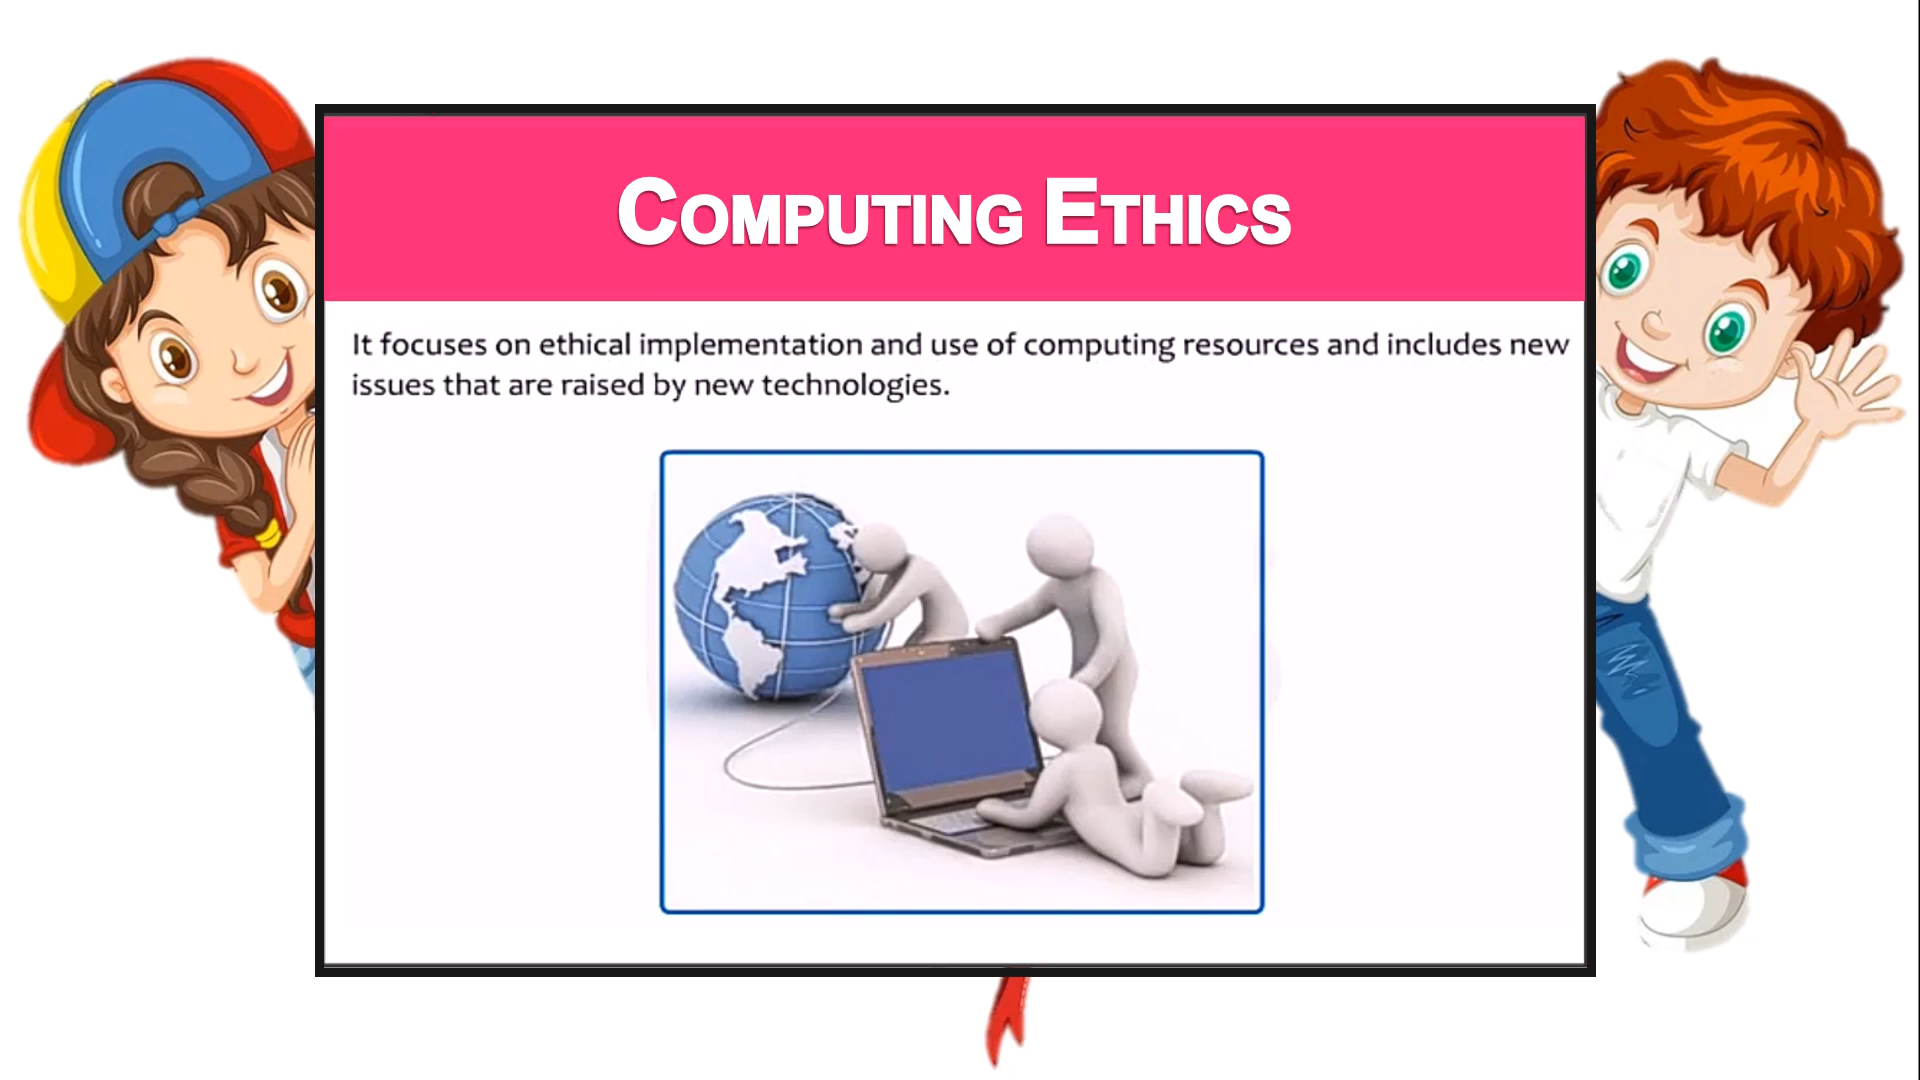 Computing Ethics
It focuses on ethical implementation and use of computing resources and includes new
issues that are raised by new technologies.